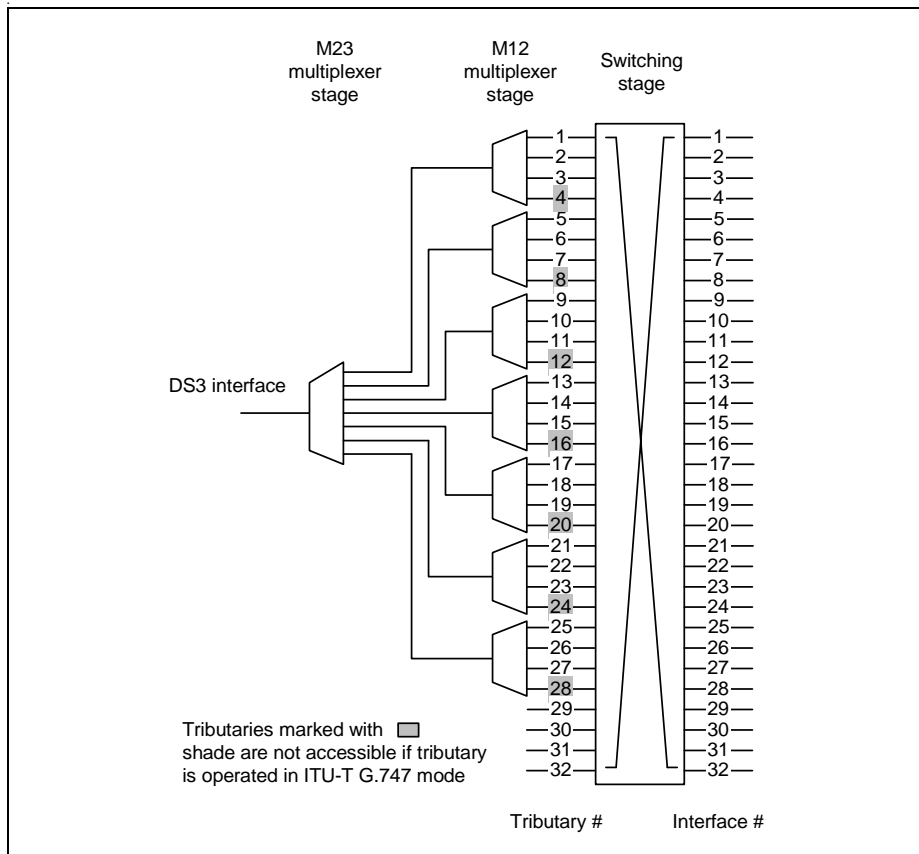 M23
multiplexer
stage
M12
multiplexer
stage
Switching
stage
1 1
2 2
3 3
4 4
5 5
6 6
7 7
8 8
9 9
10 10
11 11
12 12
DS3 interface
13 13
14 14
15 15
16 16
17 17
18 18
19 19
20 20
21 21
22 22
23 23
24 24
25 25
26 26
27 27
28 28
29 29
30 30
31 31
32 32
Tributaries marked with
shade are not accessible if tributary
is operated in ITU-T G.747 mode
Tributary #
Interface #